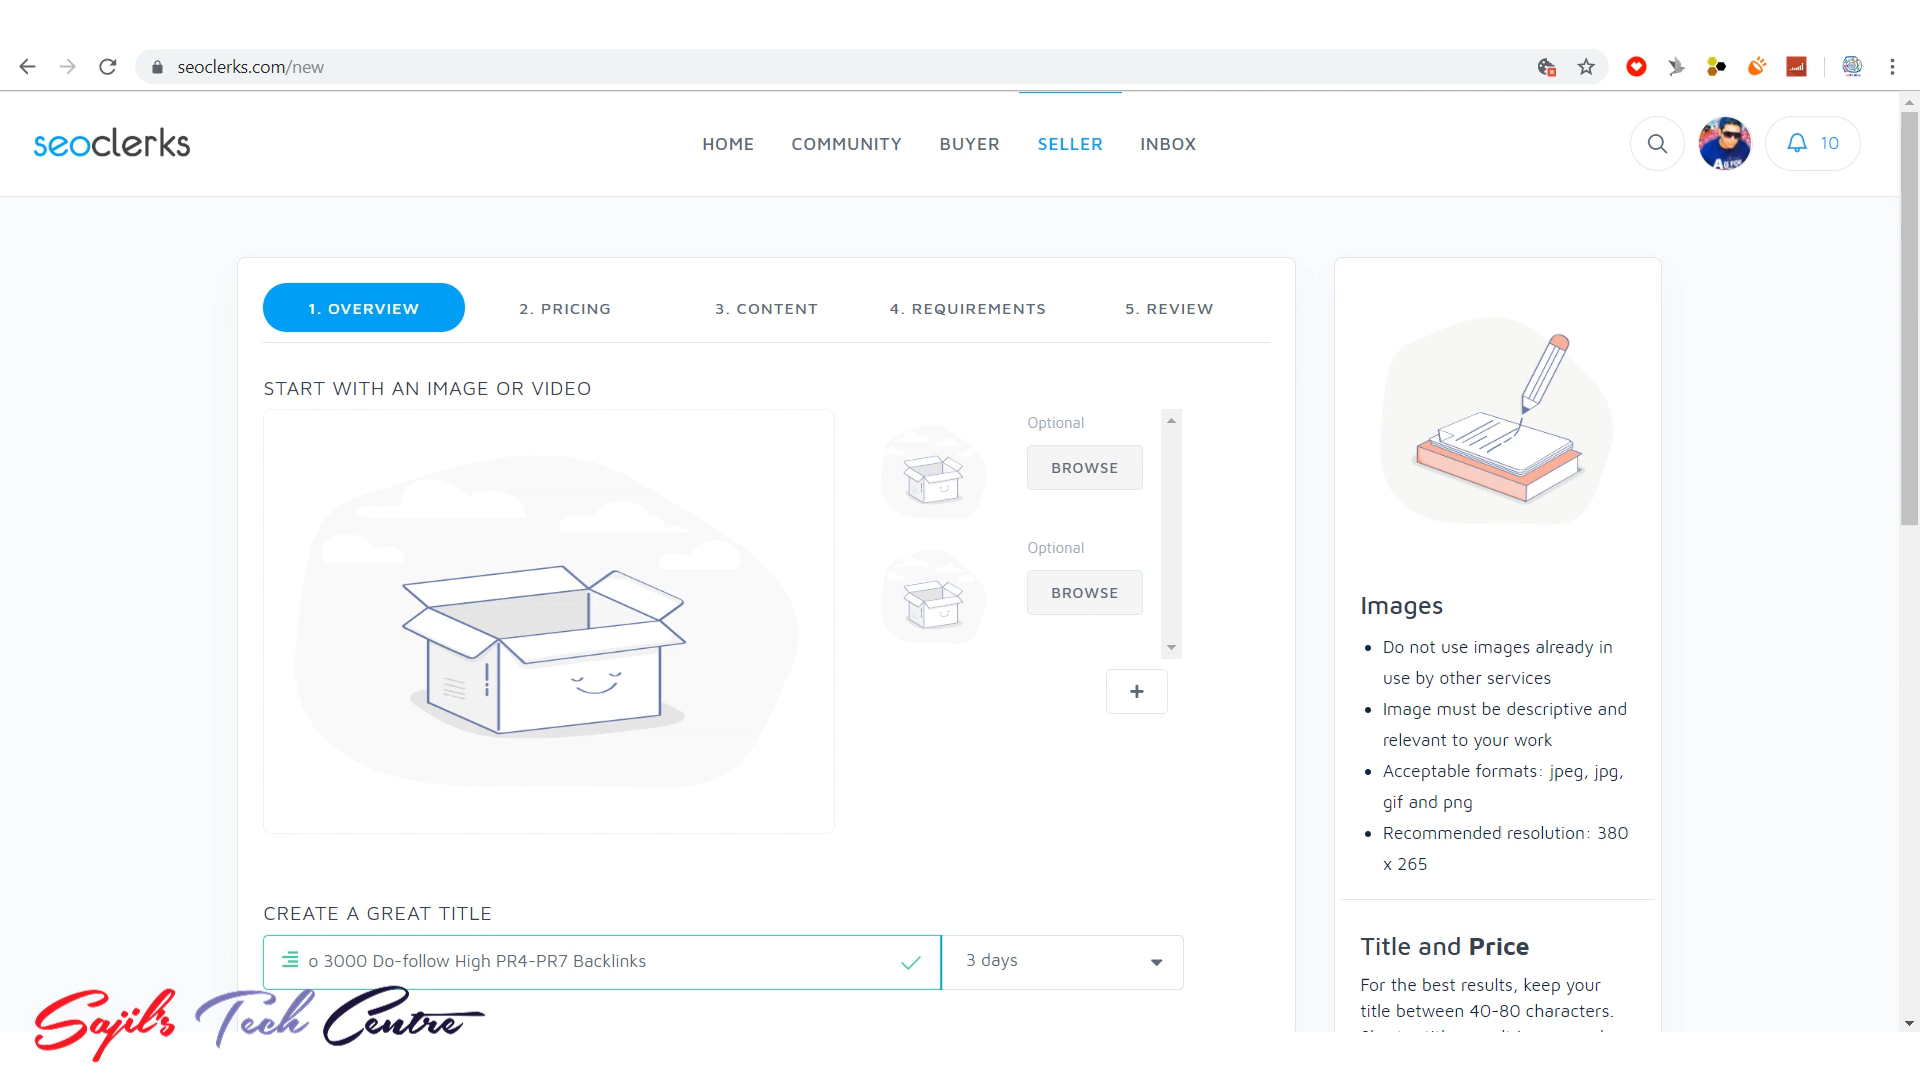 seoclerks.com/new
seoclerks
HOME
COMMUNITY
BUYER
SELLER
INBOX
10
1. OVERVIEW
2. PRICING
3. CONTENT
4. REQUIREMENTS
5. REVIEW
START WITH AN IMAGE OR VIDEO
Optional
BROWSE
Optional
BROWSE
+
CREATE A GREAT TITLE
o 3000 Do-follow High PR4-PR7 Backlinks
3 days
Images
• Do not use images already in
use by other services
• Image must be descriptive and
relevant to your work
• Acceptable formats: jpeg, jpg,
gif and png
• Recommended resolution: 380
x 265
Title and Price
For the best results, keep your
title between 40-80 characters.
Sajil's Tech Centre